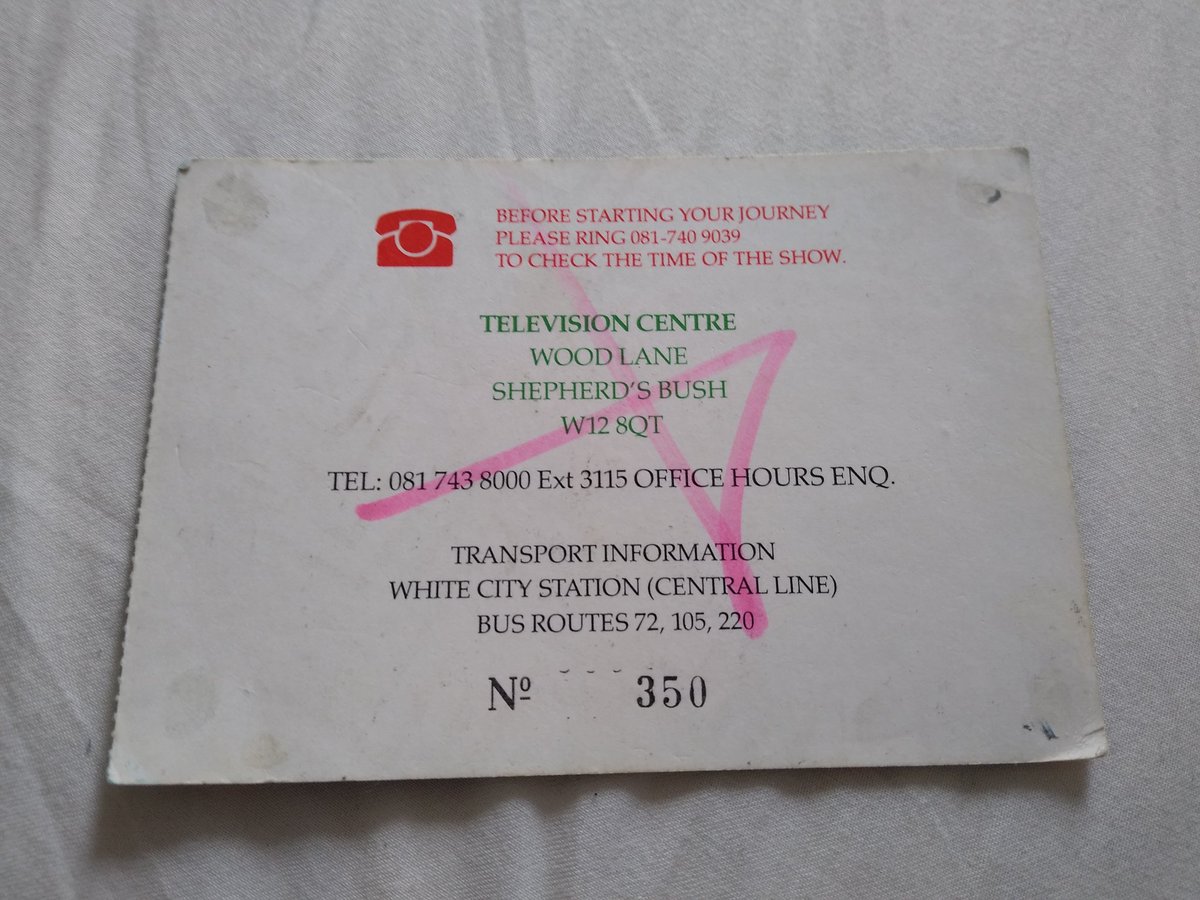 BEFORE STARTING YOUR JOURNEY
PLEASE RING 081-740 9039
TO CHECK THE TIME OF THE SHOW.
TELEVISION CENTRE
WOOD LANE
SHEPHERD'S BUSH
W12 8QT
TEL: 081 743 8000 Ext 3115 OFFICE HOURS ENQ.
TRANSPORT INFORMATION
WHITE CITY STATION (CENTRAL LINE)
BUS ROUTES 72, 105, 220
Nº 350